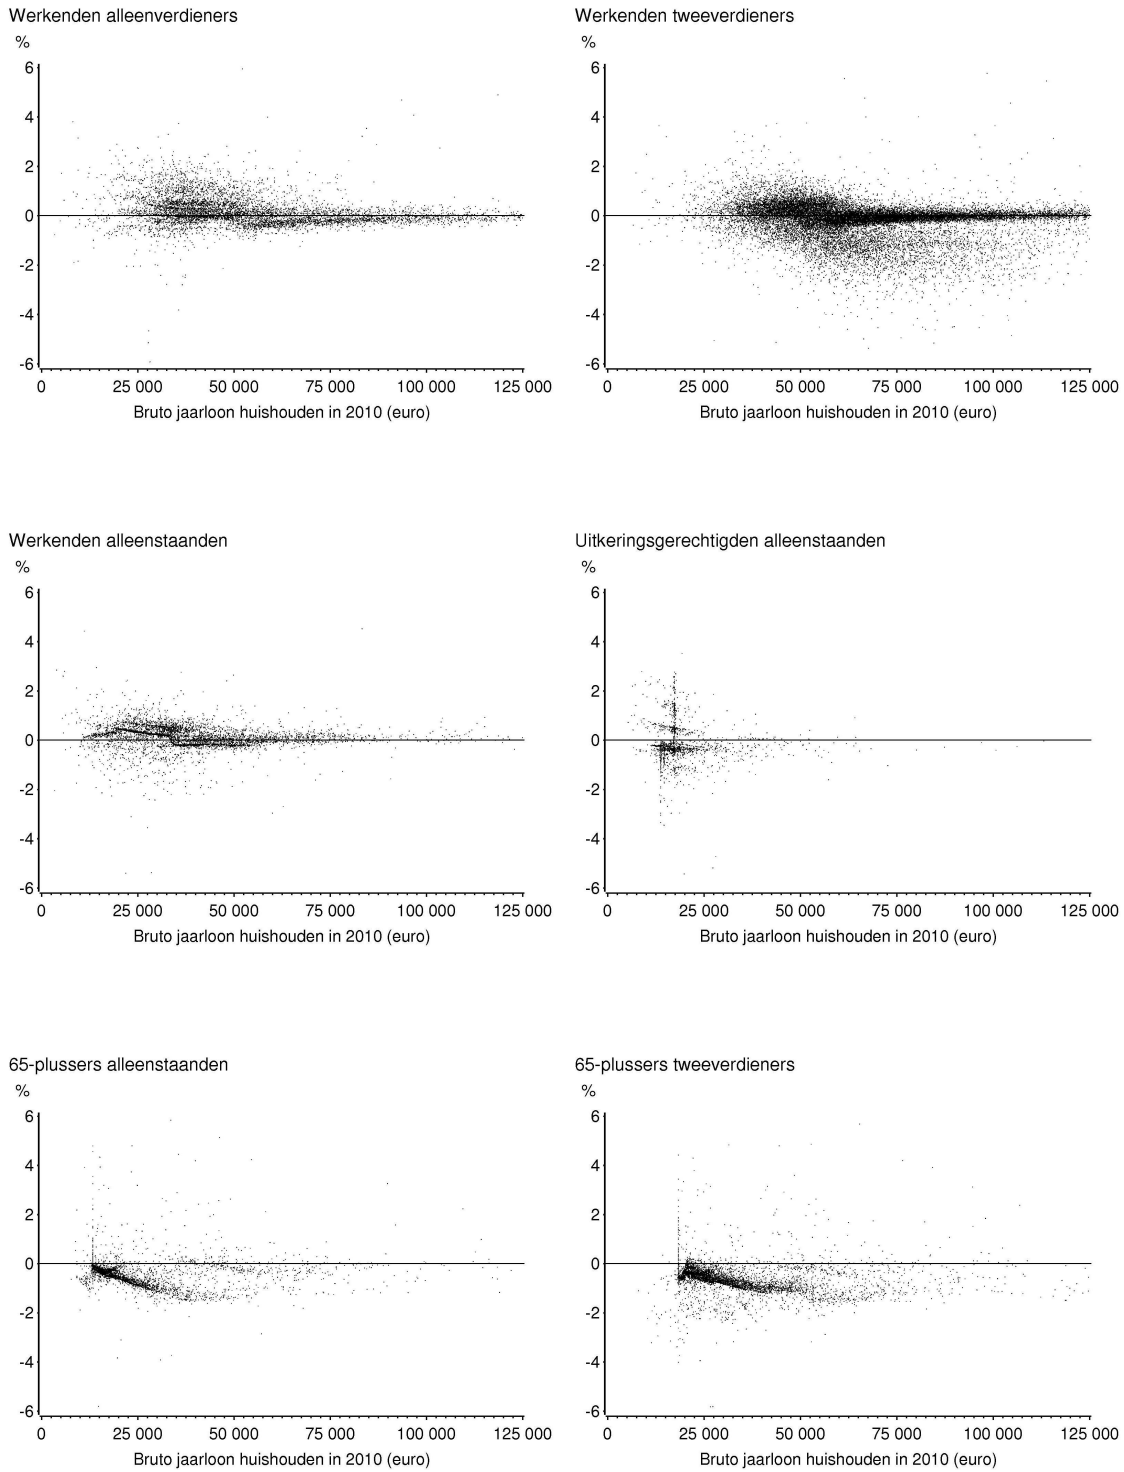 Werkenden alleenverdieners
%
6
4
2
0
-2
-4
-6
0 25 000 50 000 75 000 100 000 125 000
Bruto jaarloon huishouden in 2010 (euro)
Werkenden tweeverdieners
%
6
4
2
0
-2
-4
-6
0 25 000 50 000 75 000 100 000 125 000
Bruto jaarloon huishouden in 2010 (euro)
Werkenden alleenstaanden
%
6
4
2
0
-2
-4
-6
0 25 000 50 000 75 000 100 000 125 000
Bruto jaarloon huishouden in 2010 (euro)
Uitkeringsgerechtigden alleenstaanden
%
6
4
2
0
-2
-4
-6
0 25 000 50 000 75 000 100 000 125 000
Bruto jaarloon huishouden in 2010 (euro)
65-plussers alleenstaanden
%
6
4
2
0
-2
-4
-6
0 25 000 50 000 75 000 100 000 125 000
Bruto jaarloon huishouden in 2010 (euro)
65-plussers tweeverdieners
%
6
4
2
0
-2
-4
-6
0 25 000 50 000 75 000 100 000 125 000
Bruto jaarloon huishouden in 2010 (euro)